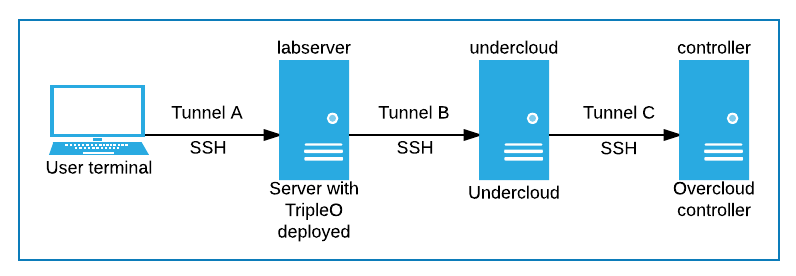 labserver
undercloud
controller
Tunnel A
Tunnel B
Tunnel C
SSH
SSH
SSH
User terminal
Server with
TripleO
deployed
Undercloud
Overcloud
controller